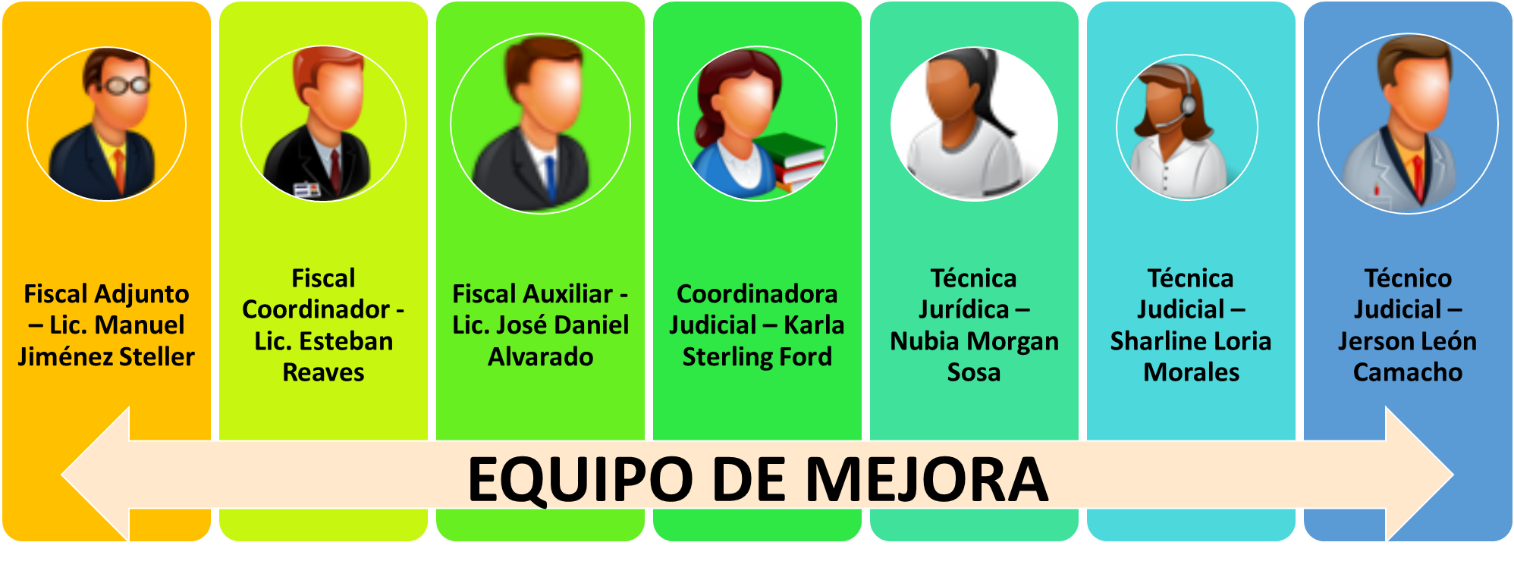 Fiscal Adjunto
– Lic. Manuel
Jiménez Steller
Fiscal
Coordinador -
Lic. Esteban
Reaves
Fiscal Auxiliar -
Lic. José Daniel
Alvarado
Coordinadora
Judicial – Karla
Sterling Ford
Técnica
Jurídica –
Nubia Morgan
Sosa
Técnica
Judicial –
Sharline Loria
Morales
Técnico
Judicial –
Jerson León
Camacho
EQUIPO DE MEJORA